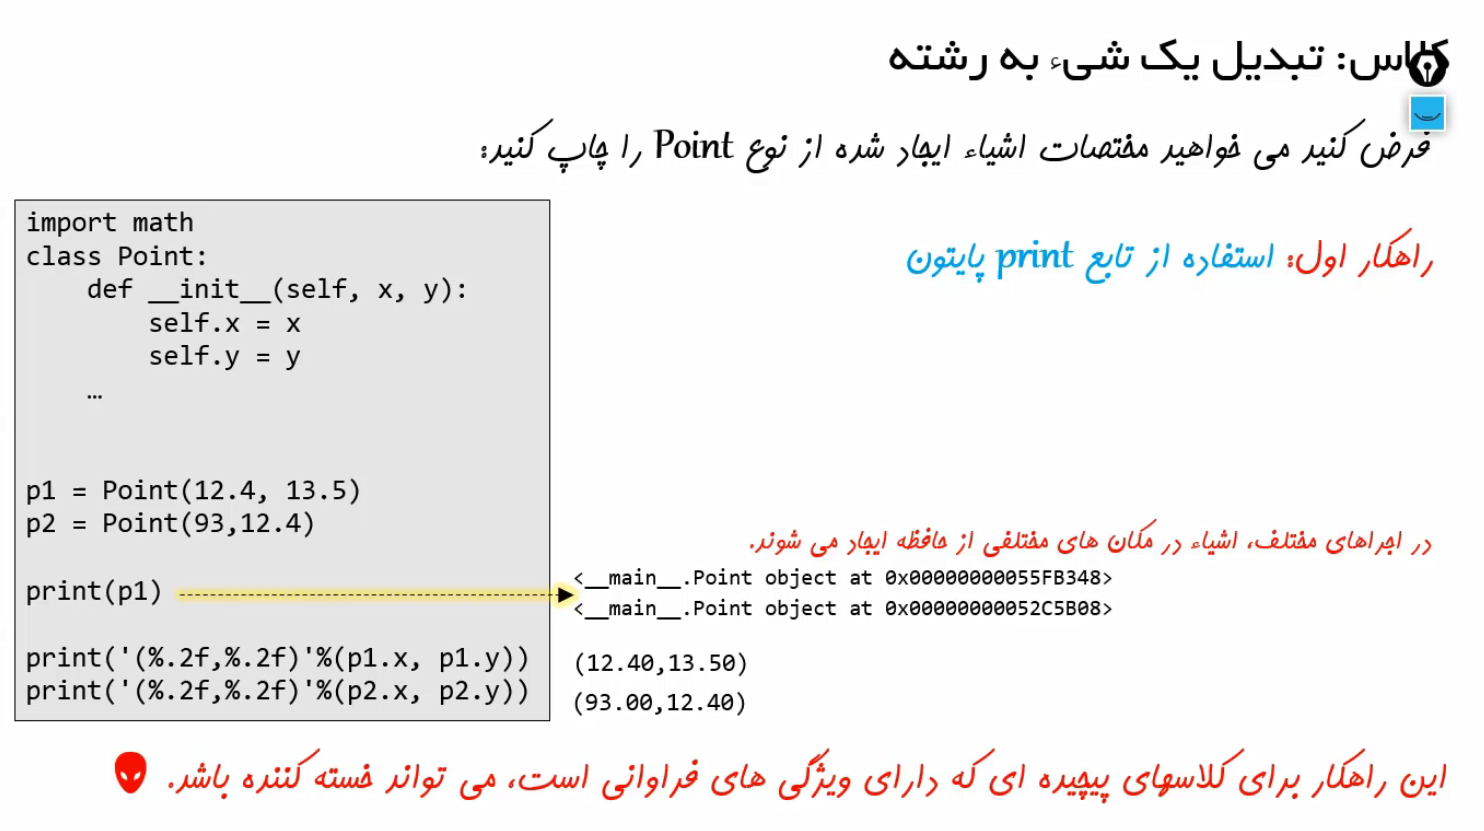 کلاس: تبدیل یک شیء به رشته
فرض کنید می خواهید مختصات اشیاء ایجاد شده از نوع Point را چاپ کنید:
راهکار اول: استفاده از تابع print پایتون
import math
class Point:
    def __init__(self, x, y):
        self.x = x
        self.y = y
    …
p1 = Point(12.4, 13.5)
p2 = Point(93,12.4)
print(p1)
print('(%.2f,%.2f)'%(p1.x, p1.y))
print('(%.2f,%.2f)'%(p2.x, p2.y))
در اجراهای مختلف، اشیاء در مکان های مختلفی از حافظه ایجاد می شوند.
<__main__.Point object at 0x00000000055FB348>
<__main__.Point object at 0x00000000052C5B08>
(12.40,13.50)
(93.00,12.40)
این راهکار برای کلاسهای پیچیده ای که دارای ویژگی های فراوانی است، می تواند خسته کننده باشد.